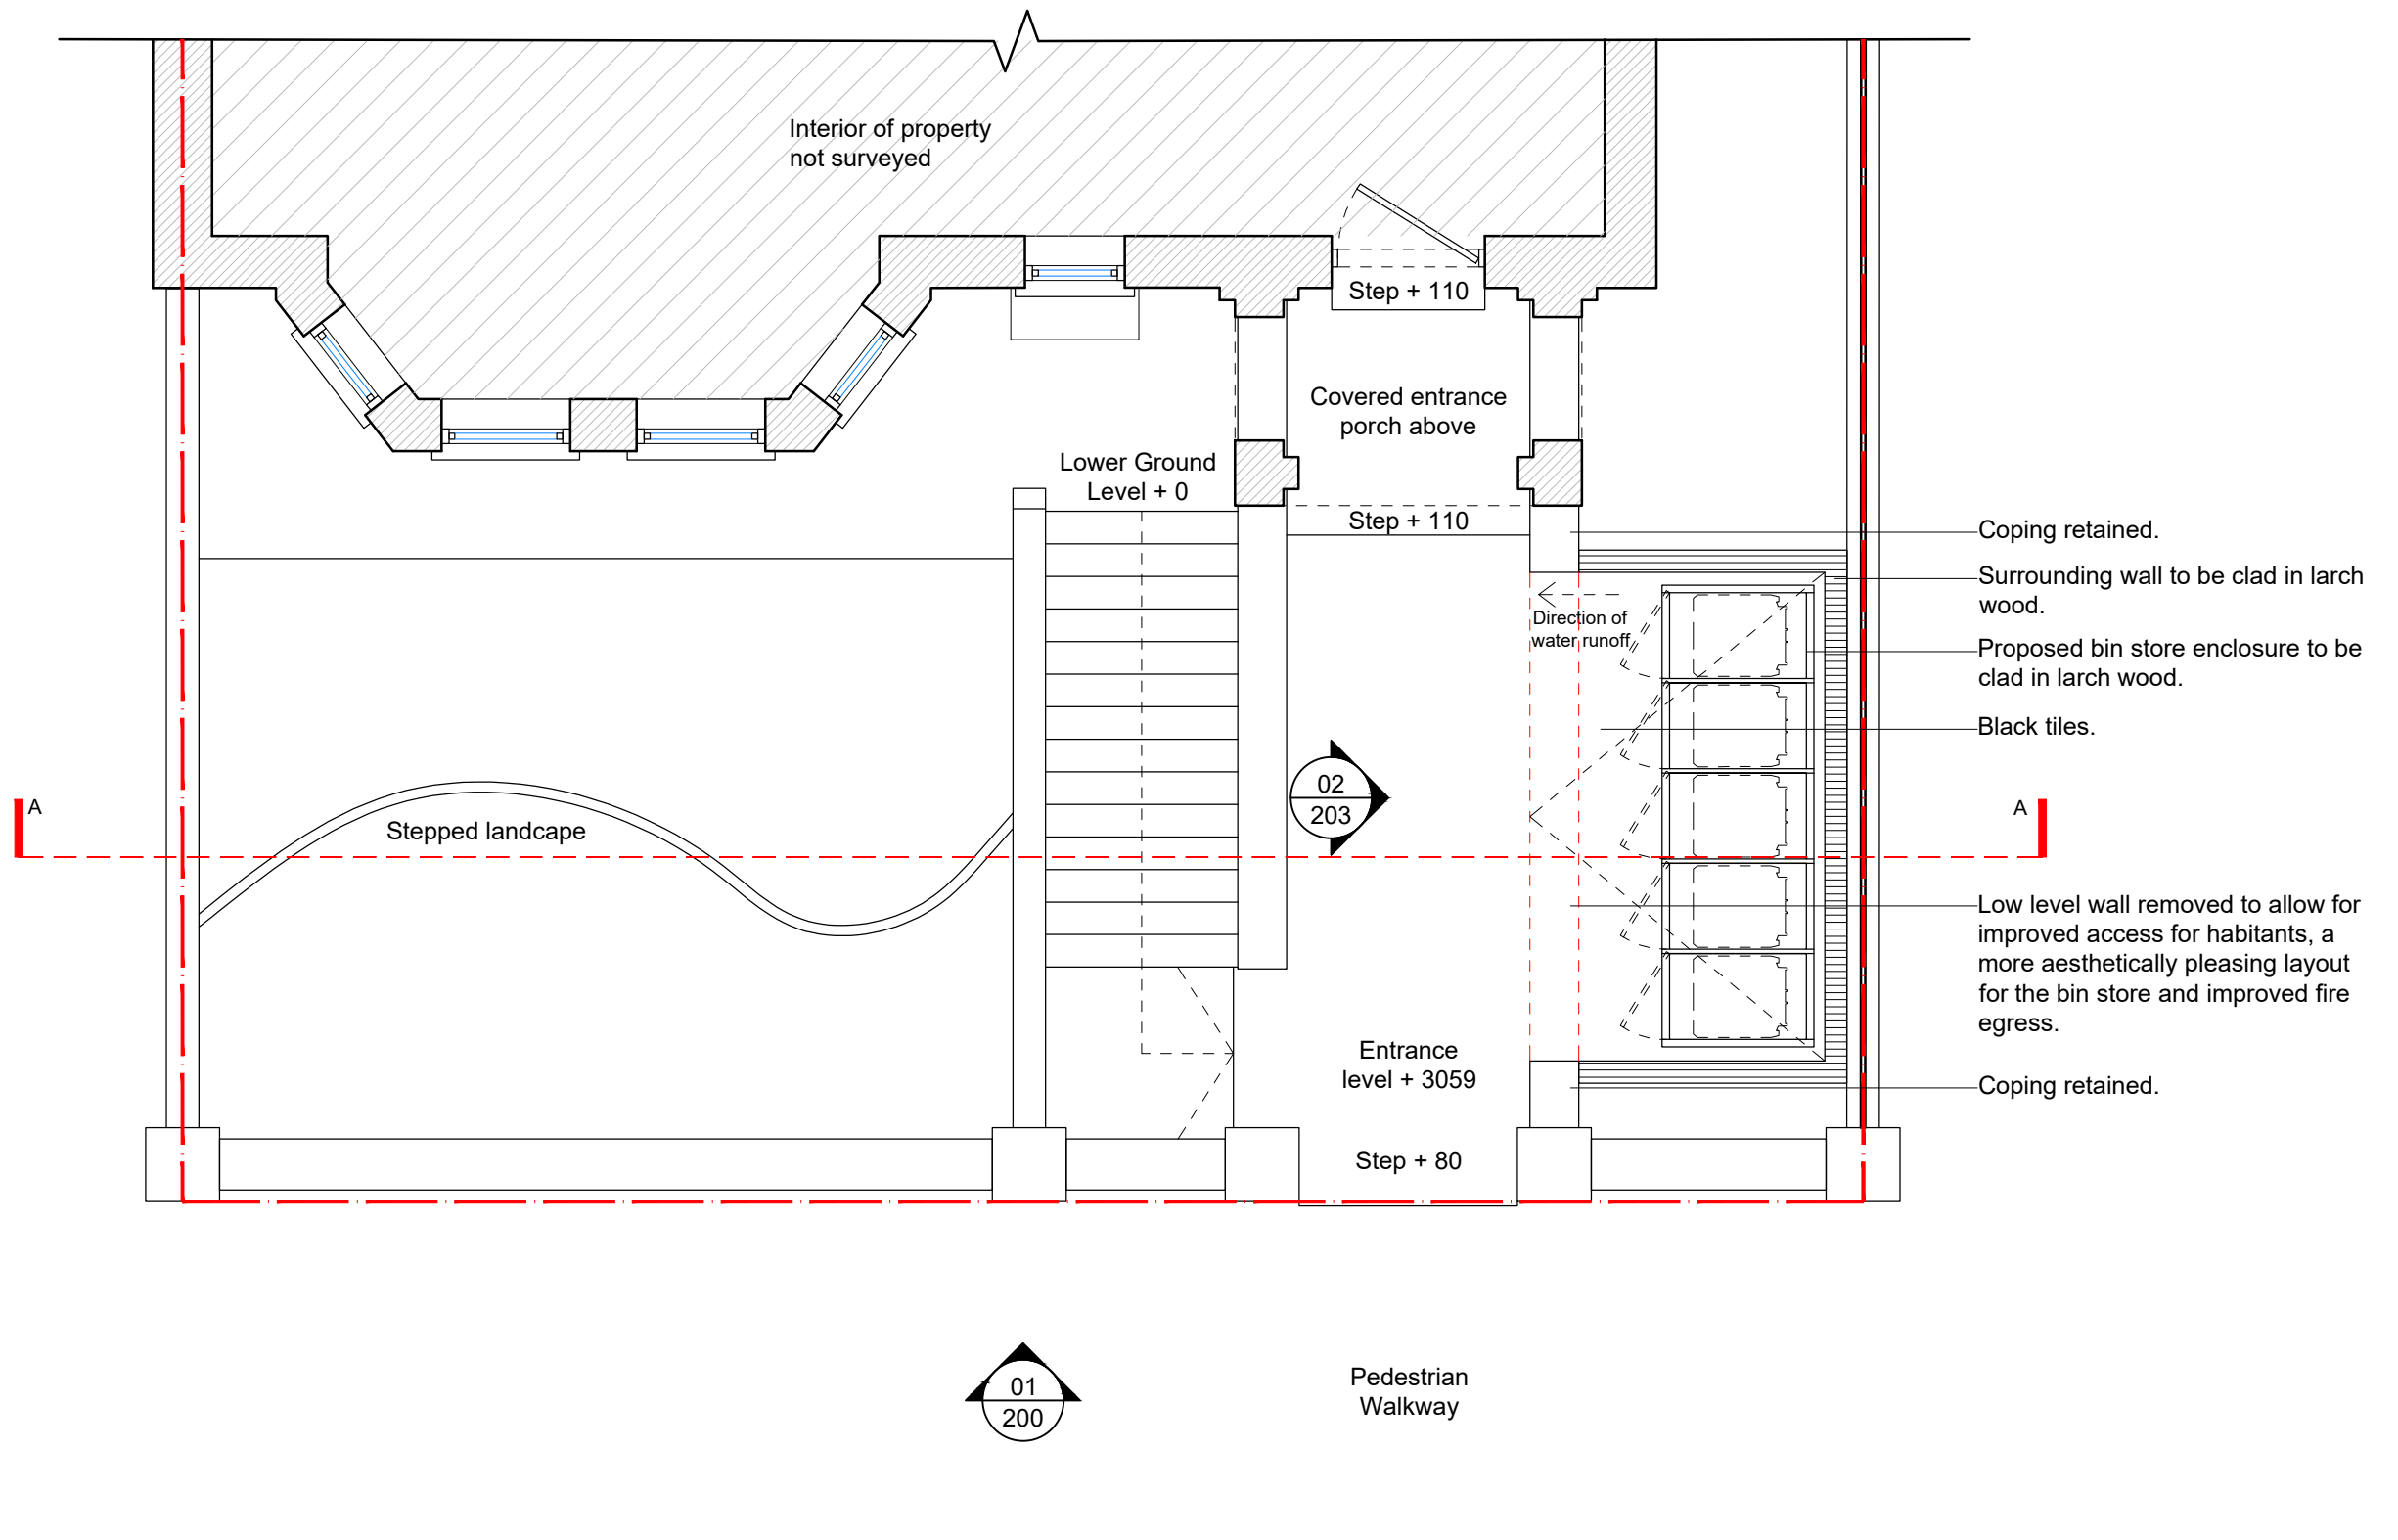 Interior of property
not surveyed
Step + 110
Covered entrance
porch above
Lower Ground
Level + 0
Step + 110
Coping retained.
Surrounding wall to be clad in larch
wood.
Direction of
water runoff
Proposed bin store enclosure to be
clad in larch wood.
Black tiles.
02
203
A
A
Stepped landcape
Low level wall removed to allow for
improved access for habitants, a
more aesthetically pleasing layout
for the bin store and improved fire
egress.
Entrance
level + 3059
Coping retained.
Step + 80
01
200
Pedestrian
Walkway